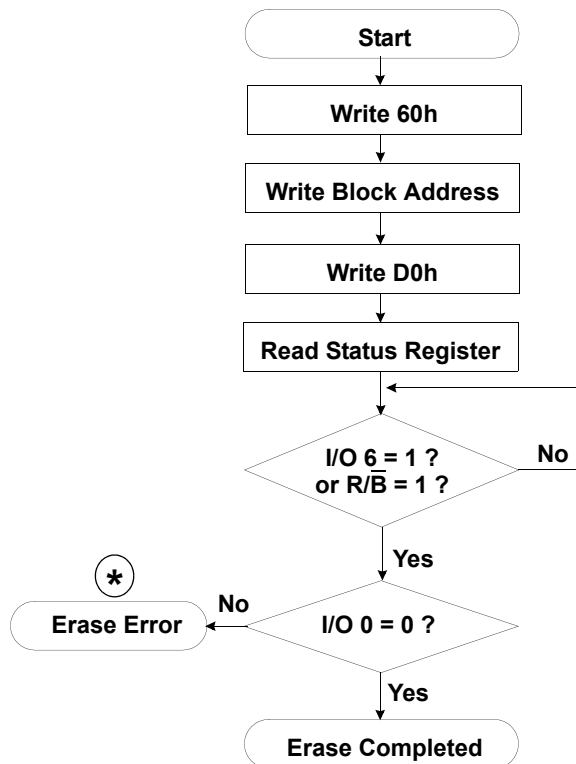 Start
Write 60h
Write Block Address
Write D0h
Read Status Register
I/O 6 = 1 ?
or R/B̅ = 1 ?
No
Yes
*
No
Erase Error
I/O 0 = 0 ?
Yes
Erase Completed